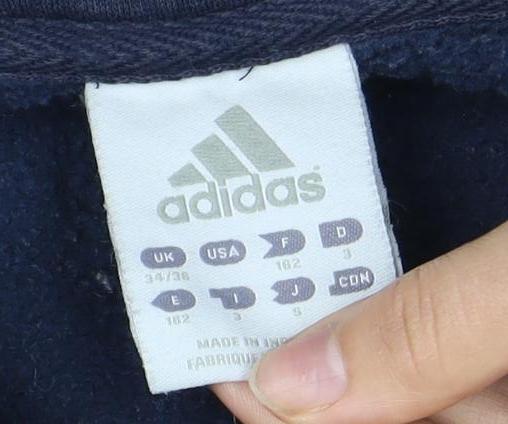 adidas
UK USA F D
34/36 162 3
E I J CDN
162 3 S
MADE IN
FABRIQUE